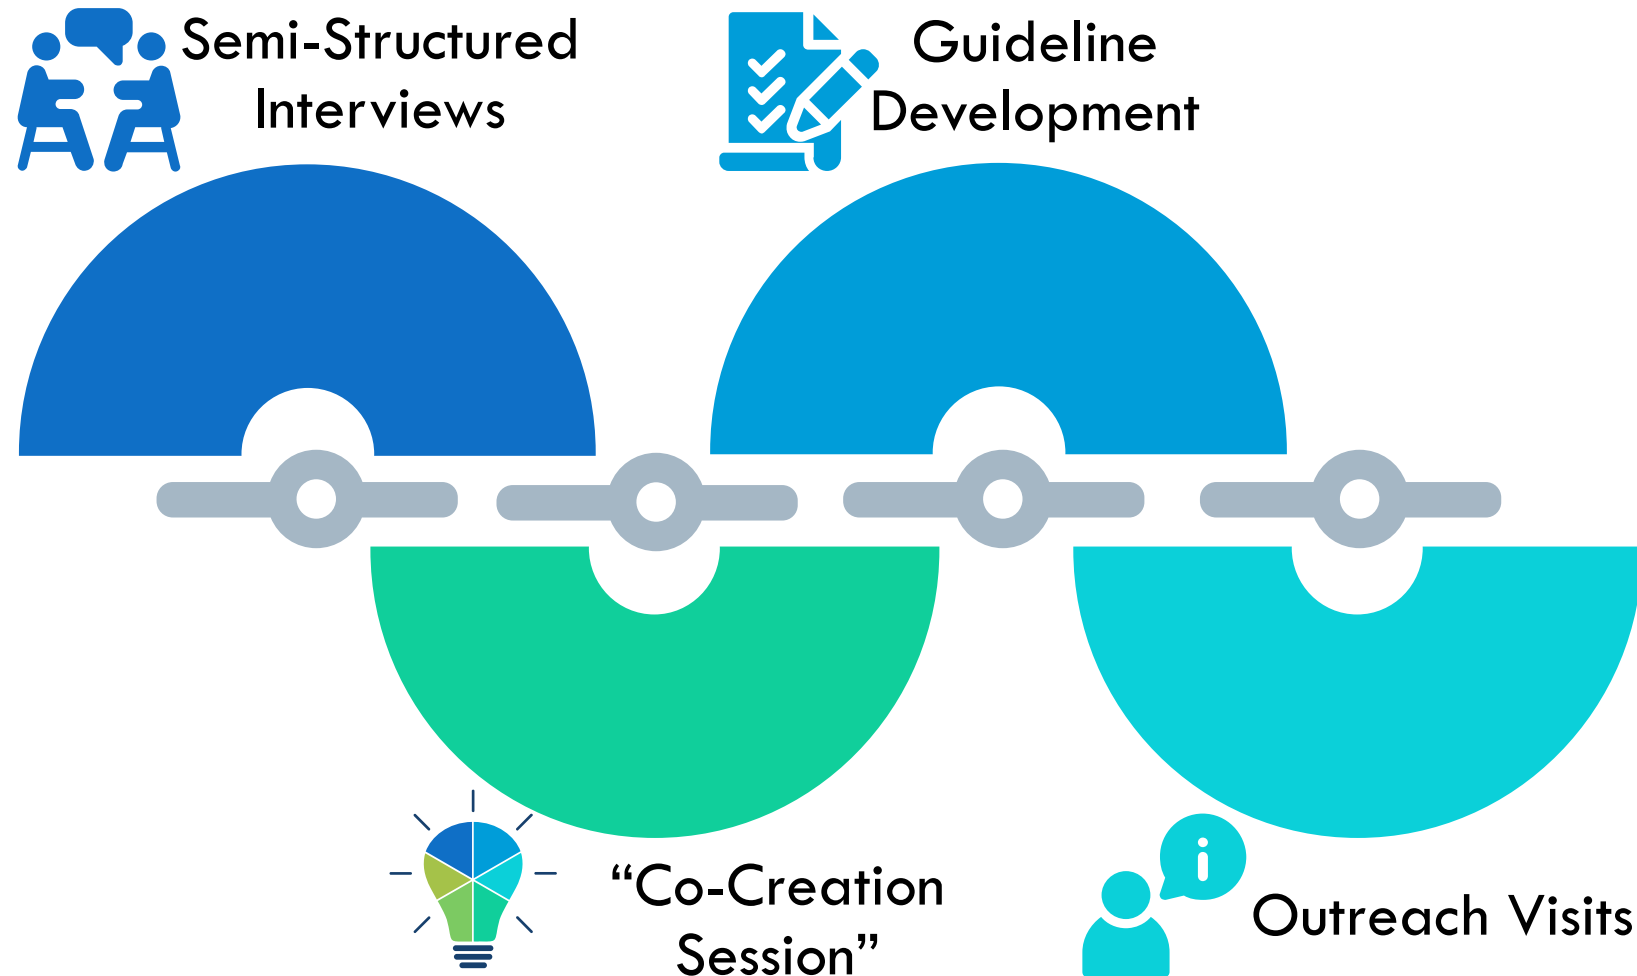 Semi-Structured
Interviews
Guideline
Development
“Co-Creation
Session”
i
Outreach Visits